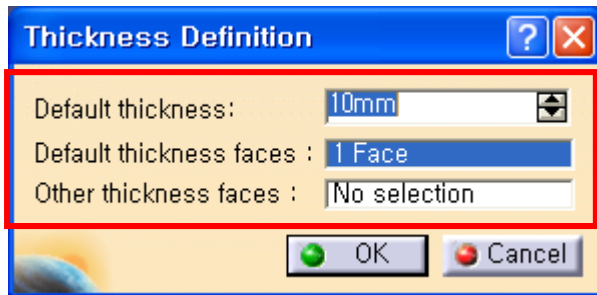 Thickness Definition
?
Default thickness: 10mm
Default thickness faces : 1 Face
Other thickness faces : No selection
OK Cancel